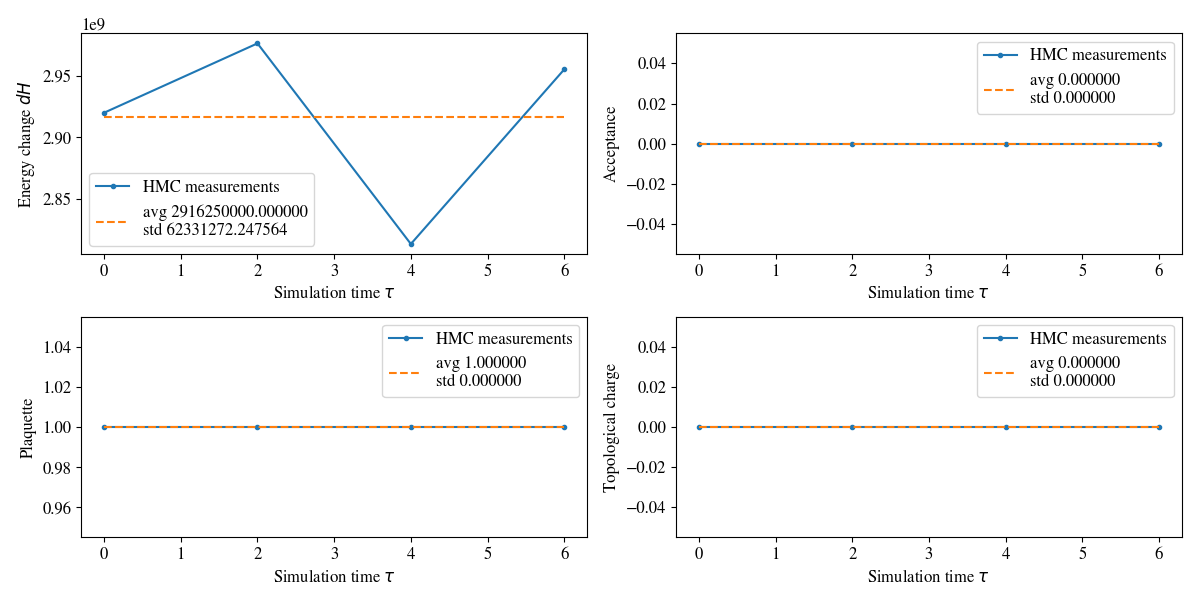 1e9
2.95
2.90
2.85
Energy change dH
HMC measurements
avg 2916250000.000000
std 62331272.247564
0 1 2 3 4 5 6
Simulation time τ
0.04
0.02
0.00
−0.02
−0.04
Acceptance
HMC measurements
avg 0.000000
std 0.000000
0 1 2 3 4 5 6
Simulation time τ
1.04
1.02
1.00
0.98
0.96
Plaquette
HMC measurements
avg 1.000000
std 0.000000
0 1 2 3 4 5 6
Simulation time τ
0.04
0.02
0.00
−0.02
−0.04
Topological charge
HMC measurements
avg 0.000000
std 0.000000
0 1 2 3 4 5 6
Simulation time τ